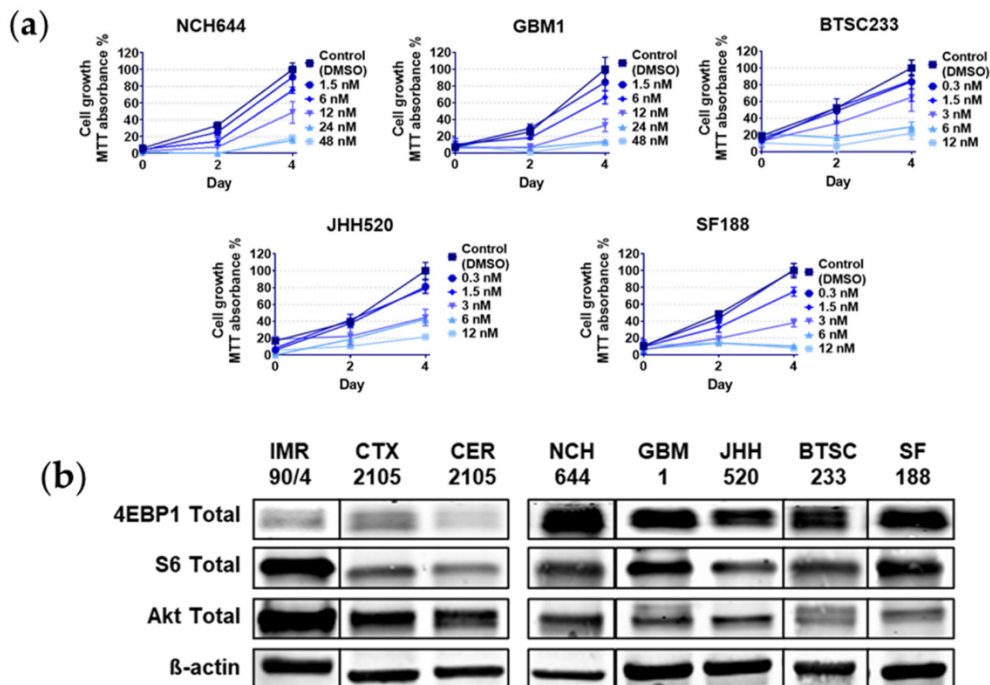 (a)
NCH644
Cell growth
MTT absorbance %
120
100
80
60
40
20
0
0 2 4
Day
Control
(DMSO)
1.5 nM
6 nM
12 nM
24 nM
48 nM
GBM1
Cell growth
MTT absorbance %
120
100
80
60
40
20
0
0 2 4
Day
Control
(DMSO)
1.5 nM
6 nM
12 nM
24 nM
48 nM
BTSC233
Cell growth
MTT absorbance %
120
100
80
60
40
20
0
0 2 4
Day
Control
(DMSO)
0.3 nM
1.5 nM
3 nM
6 nM
12 nM
JHH520
Cell growth
MTT absorbance %
120
100
80
60
40
20
0
0 2 4
Day
Control
(DMSO)
0.3 nM
1.5 nM
3 nM
6 nM
12 nM
SF188
Cell growth
MTT absorbance %
120
100
80
60
40
20
0
0 2 4
Day
Control
(DMSO)
0.3 nM
1.5 nM
3 nM
6 nM
12 nM
(b)
IMR CTX CER NCH GBM JHH BTSC SF
90/4 2105 2105 644 1 520 233 188
4EBP1 Total
S6 Total
Akt Total
ß-actin